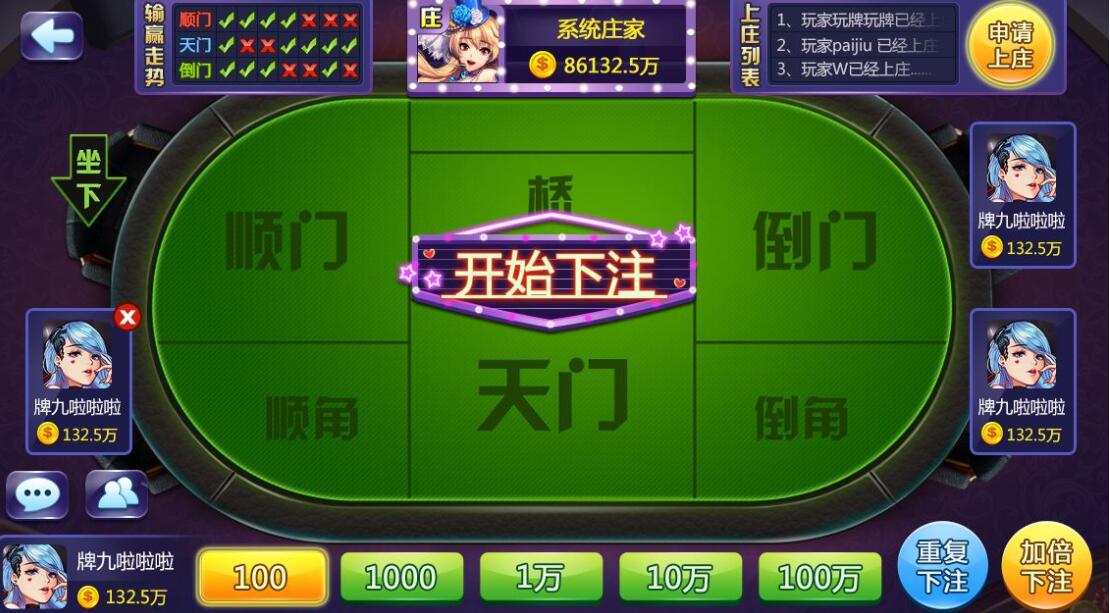 输赢走势
顺门
天门
倒门
庄
系统庄家
86132.5万
上庄列表
1、玩家玩牌玩牌已经上
2、玩家paijiu 已经上庄
3、玩家W已经上庄......
申请
上庄
坐下
桥
顺门
倒门
开始下注
天门
顺角
倒角
牌九啦啦啦
132.5万
牌九啦啦啦
132.5万
牌九啦啦啦
132.5万
牌九啦啦啦
132.5万
100
1000
1万
10万
100万
重复
下注
加倍
下注